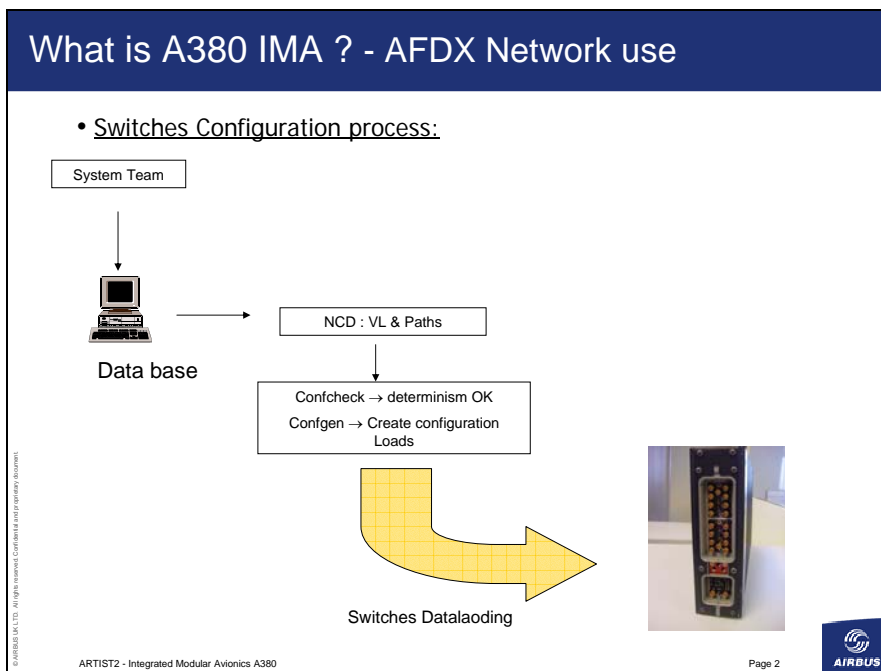 What is A380 IMA ? - AFDX Network use
• Switches Configuration process:
System Team
Data base
NCD : VL & Paths
Confcheck → determinism OK
Confgen → Create configuration
Loads
Switches Datalaoding
© AIRBUS UK LTD. All rights reserved. Confidential and proprietary document.
ARTIST2 - Integrated Modular Avionics A380
Page 2
AIRBUS